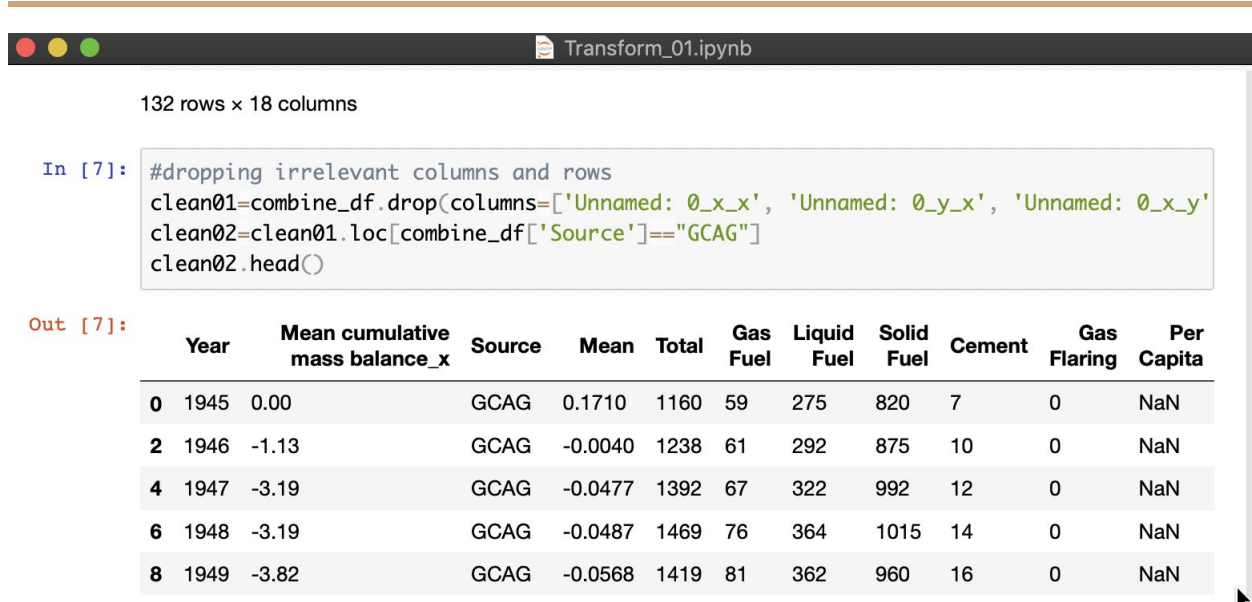 Transform_01.ipynb
132 rows × 18 columns
In [7]:
#dropping irrelevant columns and rows
clean01=combine_df.drop(columns=['Unnamed: 0_x_x', 'Unnamed: 0_y_x', 'Unnamed: 0_x_y'
clean02=clean01.loc[combine_df['Source']=="GCAG"]
clean02.head()
Out [7]:
Year Mean cumulative mass balance_x Source Mean Total Gas Fuel Liquid Fuel Solid Fuel Cement Gas Flaring Per Capita
0 1945 0.00 GCAG 0.1710 1160 59 275 820 7 0 NaN
2 1946 -1.13 GCAG -0.0040 1238 61 292 875 10 0 NaN
4 1947 -3.19 GCAG -0.0477 1392 67 322 992 12 0 NaN
6 1948 -3.19 GCAG -0.0487 1469 76 364 1015 14 0 NaN
8 1949 -3.82 GCAG -0.0568 1419 81 362 960 16 0 NaN